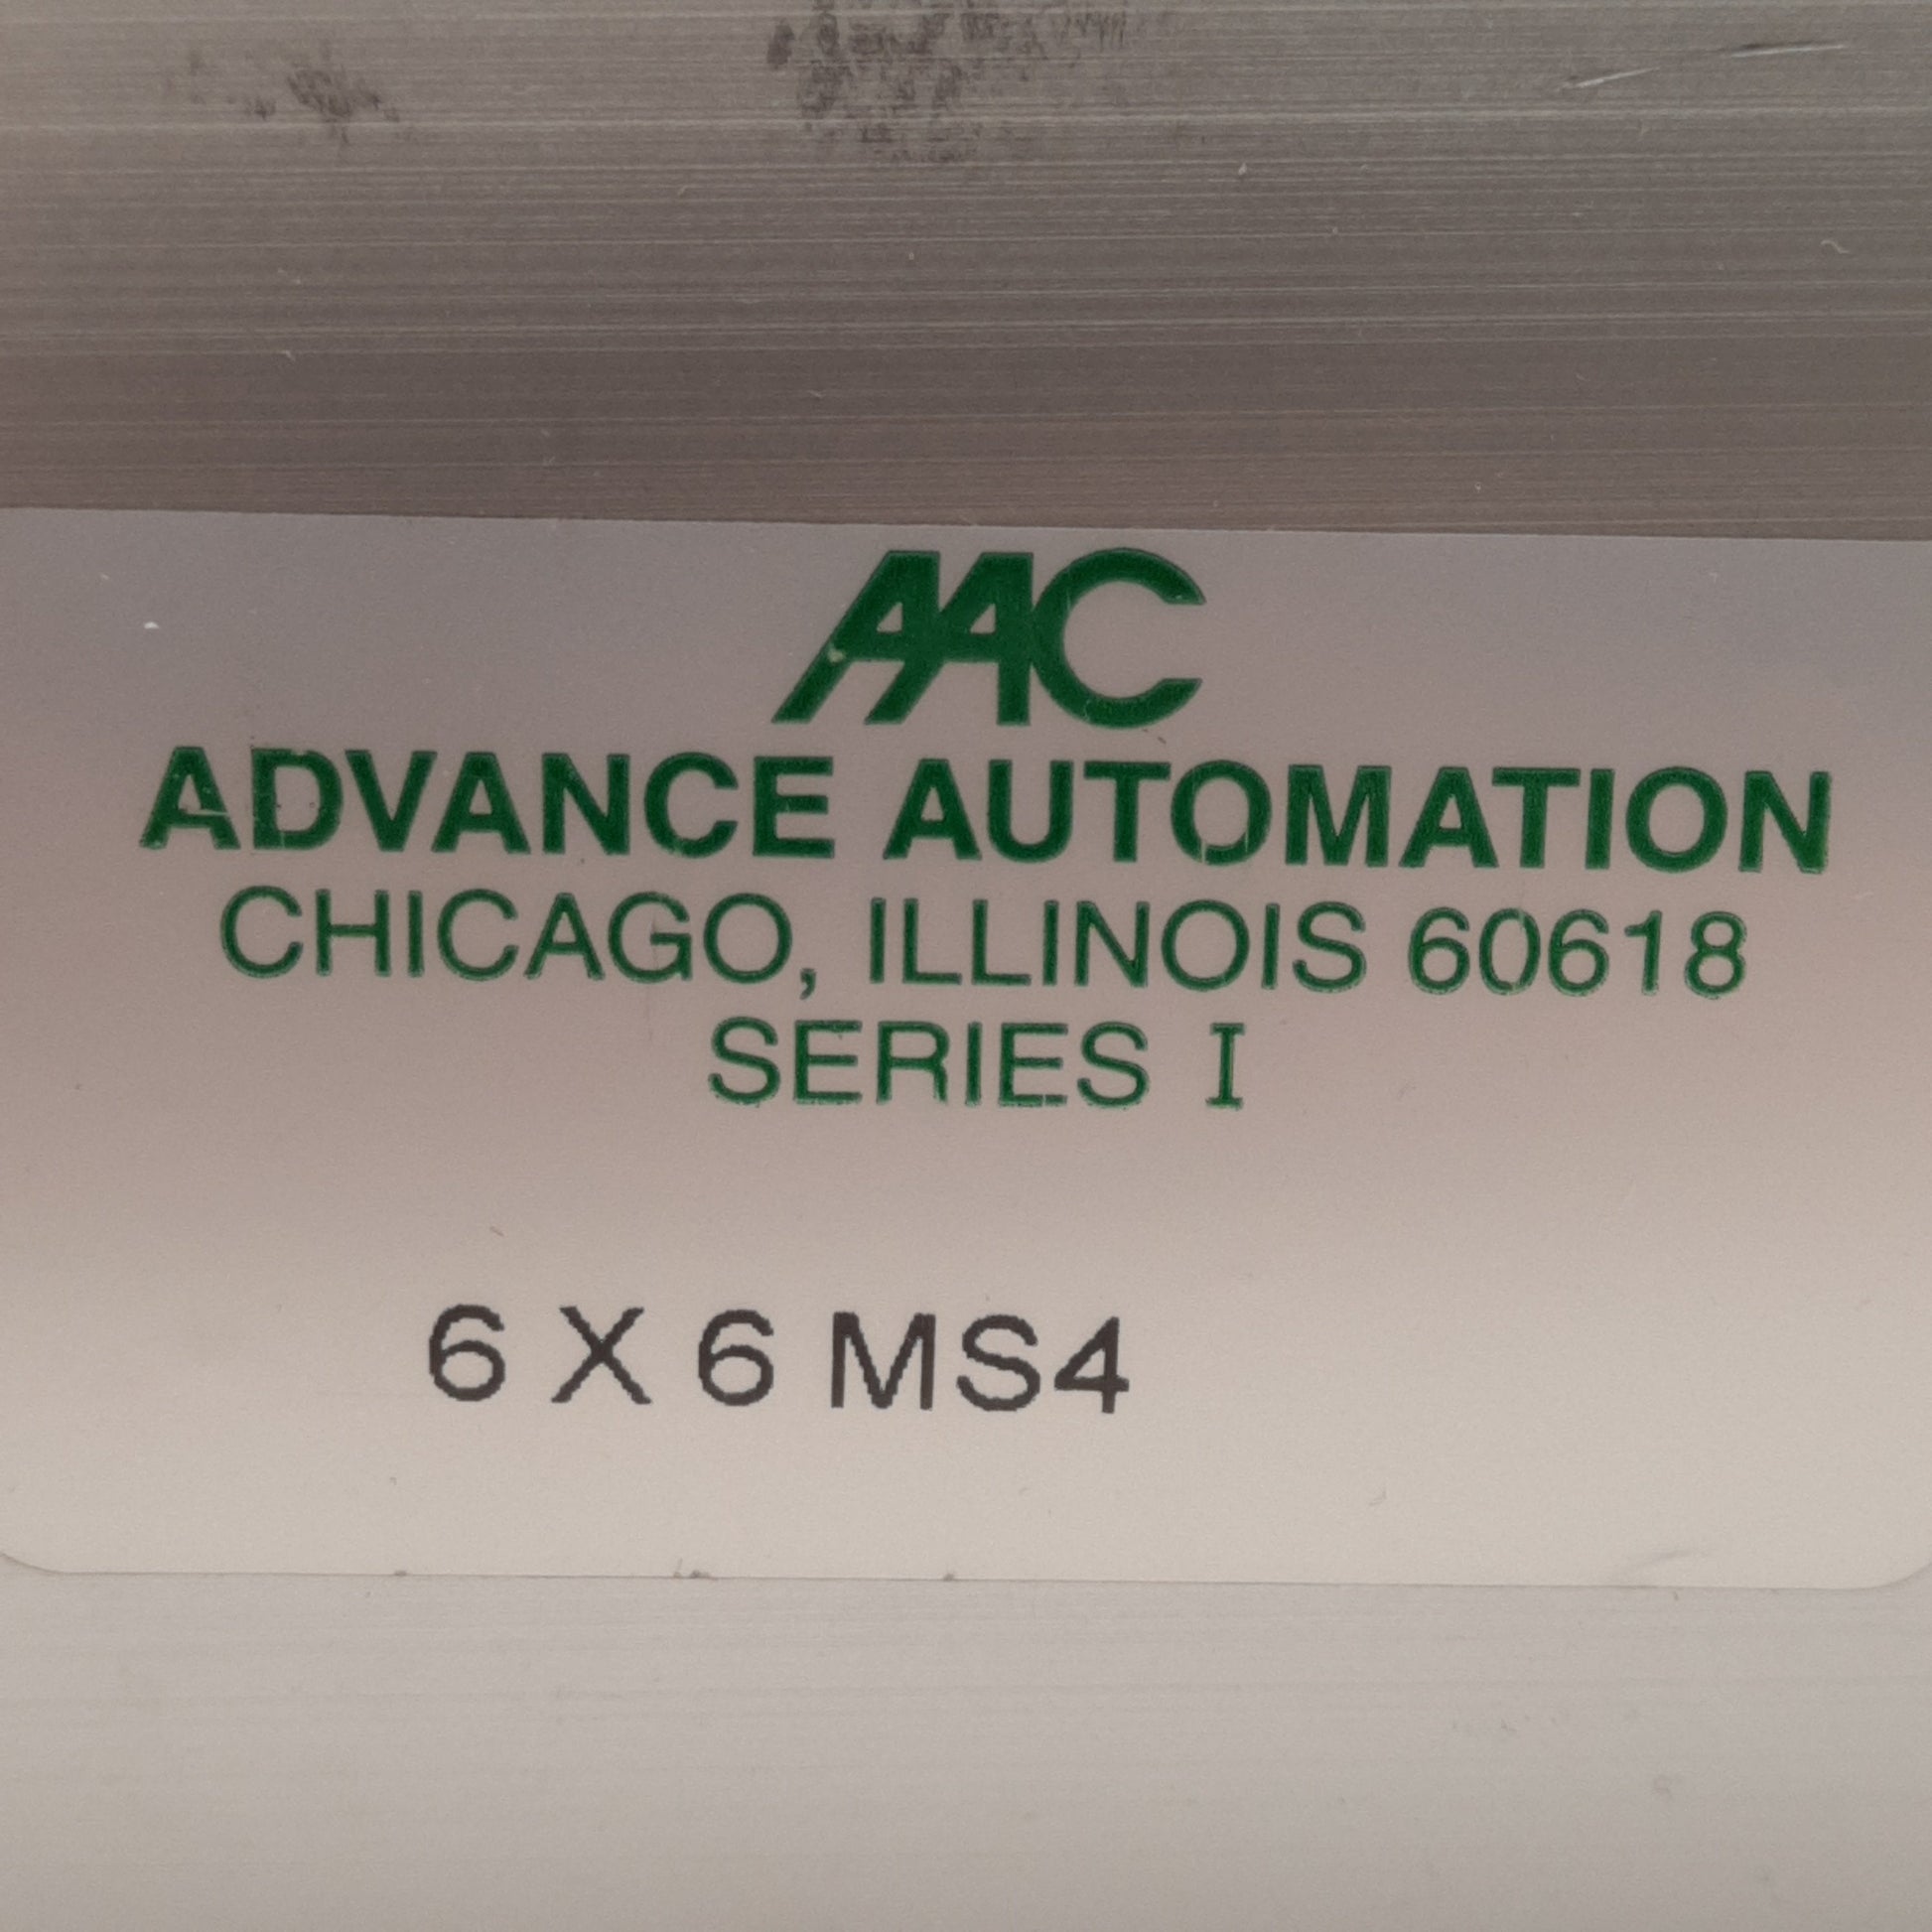 AAC
ADVANCE AUTOMATION
CHICAGO, ILLINOIS 60618
SERIES I
6 X 6 MS4